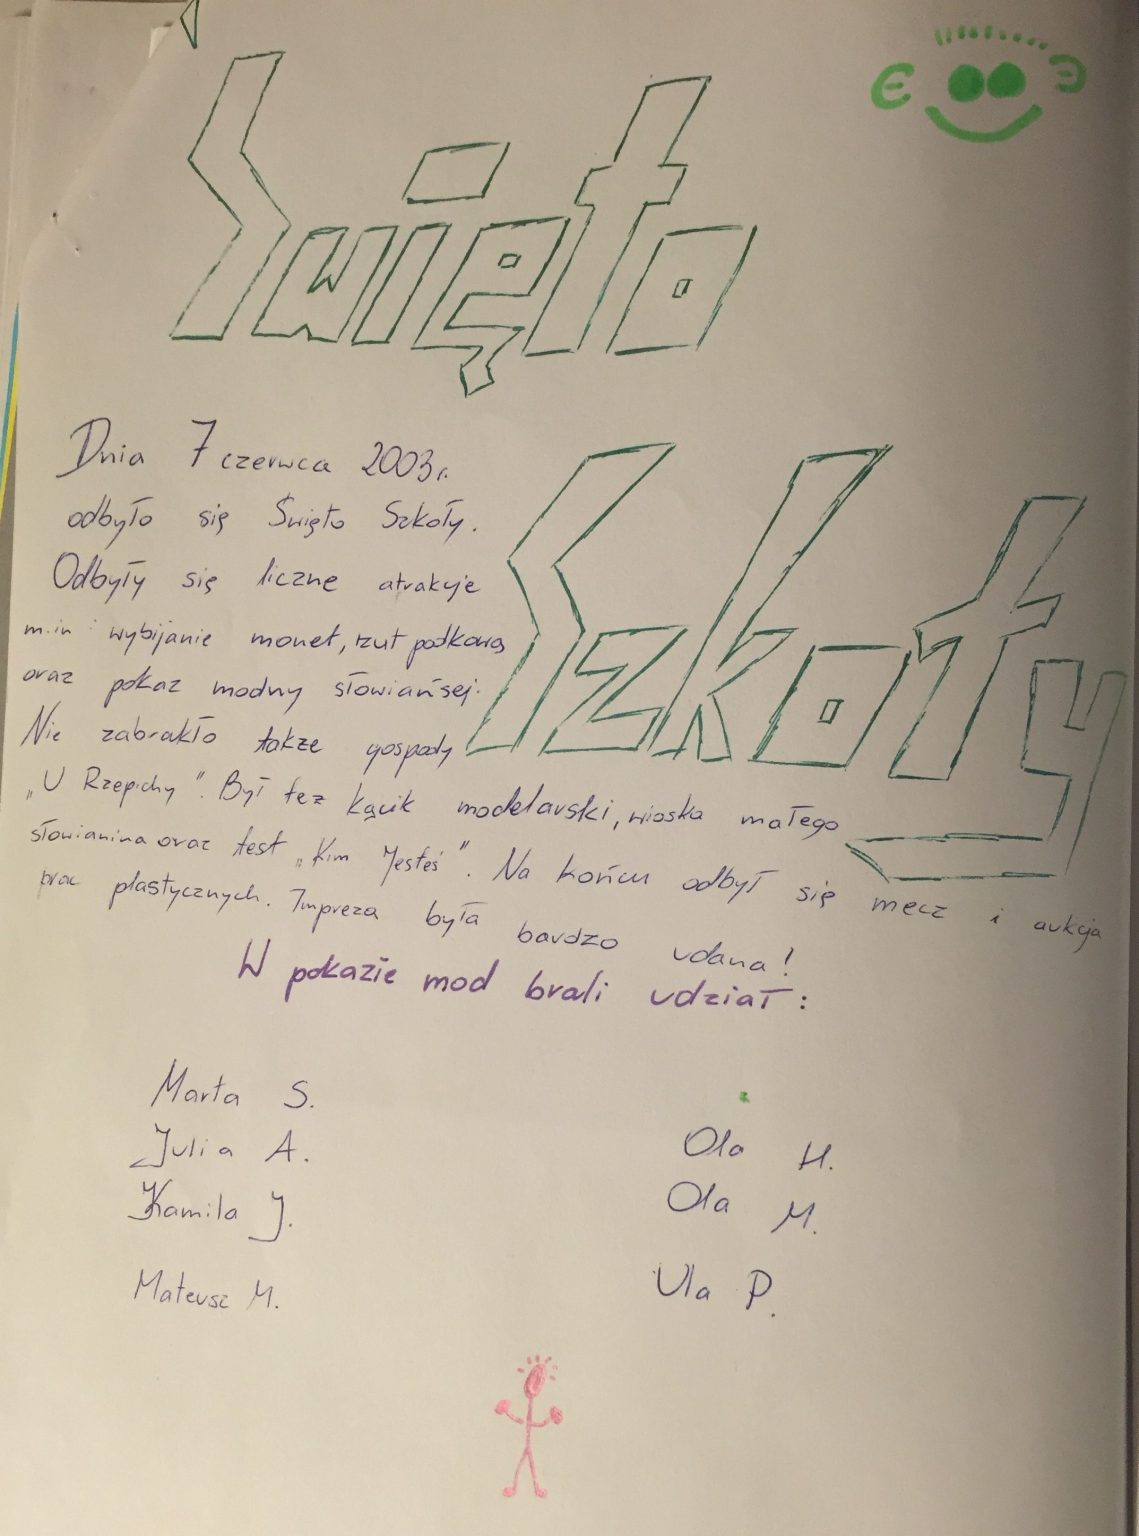 Święto
Szkoły
Dnia 7 czerwca 2003r.
odbyło się Święto Szkoły.
Odbyły się liczne atrakcje
m.in : wybijanie monet, rzut podkową
oraz pokaz modny słowiańsej.
Nie zabrakło także gospody
„U Rzepichy". Był też kącik modelarski, wioska małego
słowianina oraz test „Kim Jesteś". Na końcu odbył się mecz i aukcja
prac plastycznych. Impreza była bardzo udana!
W pokazie mod brali udział:
Marta S.
Julia A.
Kamila J.
Mateusz M.
Ola H.
Ola M.
Ula P.